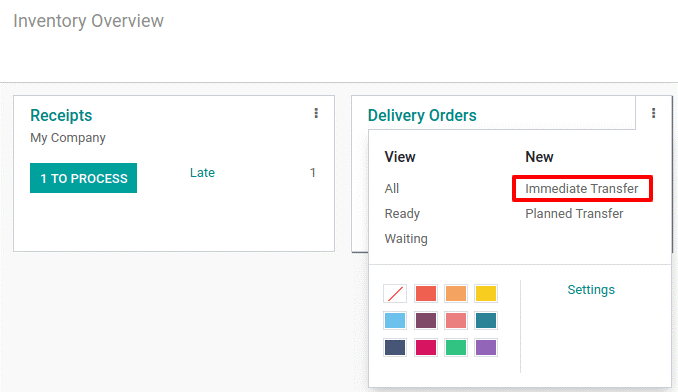 Inventory Overview
Receipts
My Company
1 TO PROCESS
Late 1
Delivery Orders
View New
All Immediate Transfer
Ready Planned Transfer
Waiting
Settings